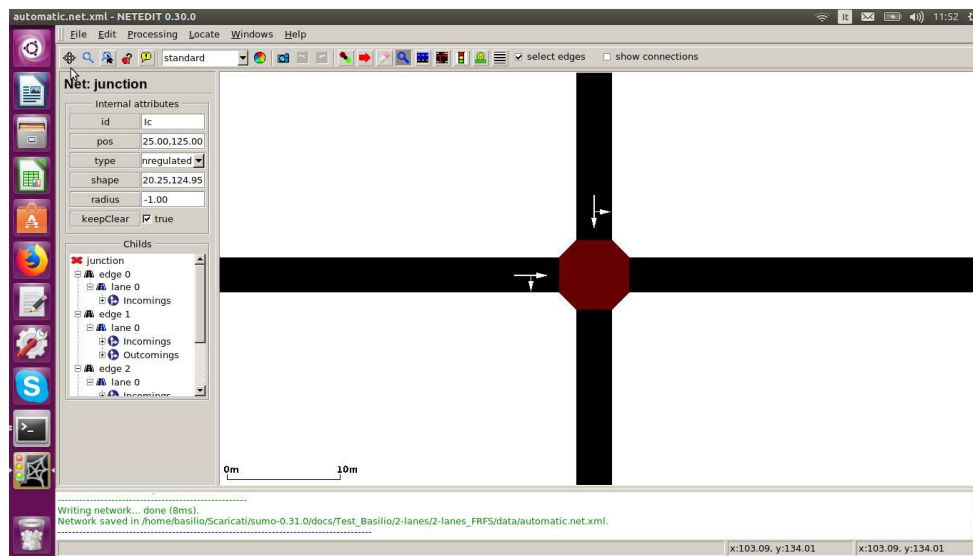 automatic.net.xml - NETEDIT 0.30.0
It
11:52
File Edit Processing Locate Windows Help
standard
select edges
show connections
Net: junction
Internal attributes
id Ic
pos 25.00,125.00
type nregulated
shape 20.25,124.95
radius -1.00
keepClear true
Childs
junction
edge 0
lane 0
Incomings
edge 1
lane 0
Incomings
Outcomings
edge 2
lane 0
Incomings
0m 10m
Writing network... done (8ms).
Network saved in /home/basilio/Scaricati/sumo-0.31.0/docs/Test_Basilio/2-lanes/2-lanes_FRFS/data/automatic.net.xml.
x:103.09, y:134.01 x:103.09, y:134.01